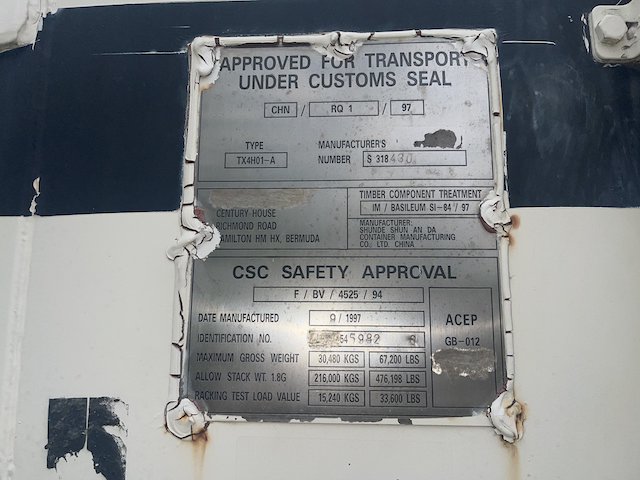 APPROVED FOR TRANSPORT
UNDER CUSTOMS SEAL
CHN / RQ 1 / 97
TYPE
TX4H01-A
MANUFACTURER'S
NUMBER S 318430
CENTURY HOUSE
RICHMOND ROAD
HAMILTON HM HX, BERMUDA
TIMBER COMPONENT TREATMENT
IM / BASILEUM SI-84 / 97
MANUFACTURER:
SHUNDE SHUN AN DA
CONTAINER MANUFACTURING
CO., LTD. CHINA
CSC SAFETY APPROVAL
F / BV / 4525 / 94
DATE MANUFACTURED 9 / 1997
IDENTIFICATION NO.
MAXIMUM GROSS WEIGHT 30,480 KGS 67,200 LBS
ALLOW STACK WT. 1.8G 216,000 KGS 476,198 LBS
RACKING TEST LOAD VALUE 15,240 KGS 33,600 LBS
ACEP
GB-012